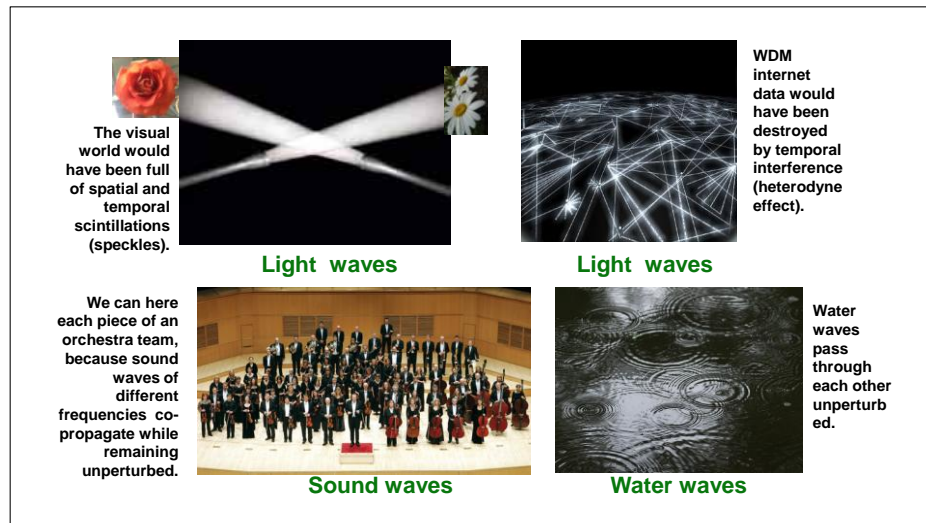 The visual
world would
have been full
of spatial and
temporal
scintillations
(speckles).
Light  waves
WDM
internet
data would
have been
destroyed
by temporal
interference
(heterodyne
effect).
Light  waves
We can here
each piece of an
orchestra team,
because sound
waves of
different
frequencies  co-
propagate while
remaining
unperturbed.
Sound waves
Water
waves
pass
through
each other
unperturb
ed.
Water waves